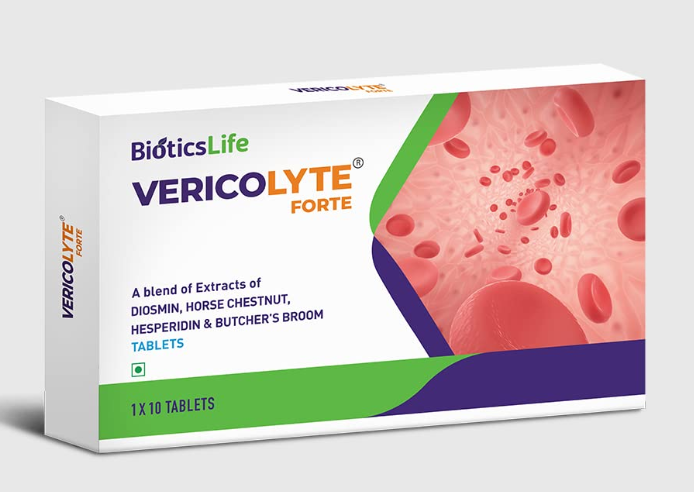 VERICOLYTE
FORTE
BióticsLife
VERICOLYTE®
FORTE
A blend of Extracts of
DIOSMIN, HORSE CHESTNUT,
HESPERIDIN & BUTCHER'S BROOM
TABLETS
1 X 10 TABLETS
VERICOLYTE®
FORTE